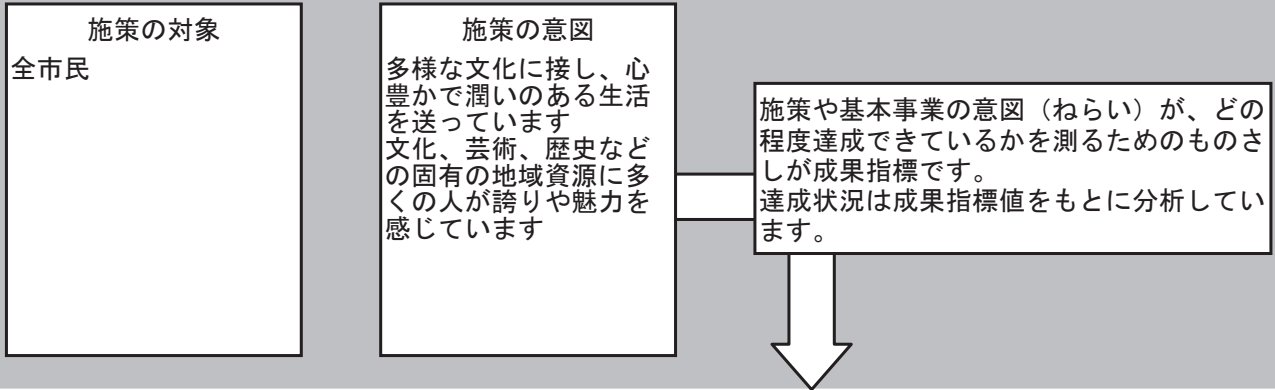 施策の対象
全市民
施策の意図
多様な文化に接し、心
豊かで潤いのある生活
を送っています
文化、芸術、歴史など
の固有の地域資源に多
くの人が誇りや魅力を
感じています
施策や基本事業の意図（ねらい）が、どの
程度達成できているかを測るためのものさ
しが成果指標です。
達成状況は成果指標値をもとに分析してい
ます。